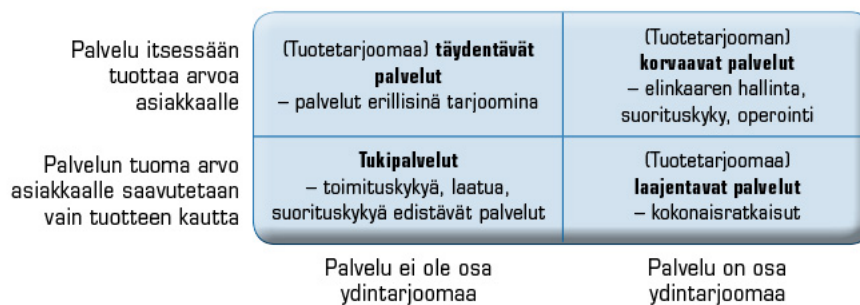 Palvelu itsessään
tuottaa arvoa
asiakkaalle
(Tuotetarjoomaa) täydentävät
palvelut
– palvelut erillisinä tarjoomina
(Tuotetarjooman)
korvaavat palvelut
– elinkaaren hallinta,
suorituskyky, operointi
Palvelun tuoma arvo
asiakkaalle saavutetaan
vain tuotteen kautta
Tukipalvelut
– toimituskykyä, laatua,
suorituskykyä edistävät palvelut
(Tuotetarjoomaa)
laajentavat palvelut
– kokonaisratkaisut
Palvelu ei ole osa
ydintarjoomaa
Palvelu on osa
ydintarjoomaa